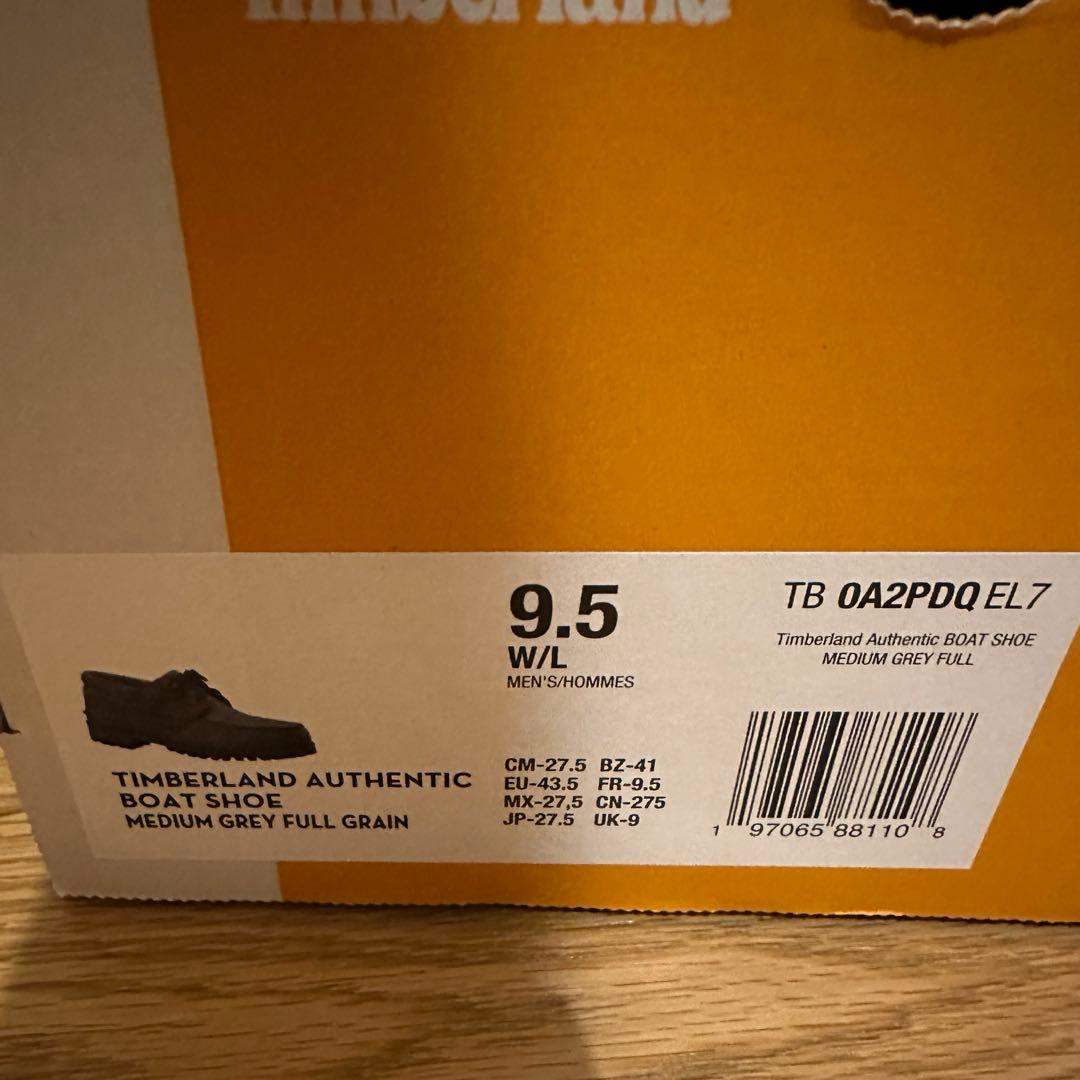 Timberland
9.5
W/L
MEN'S/HOMMES
TB 0A2PDQ EL7
Timberland Authentic BOAT SHOE
MEDIUM GREY FULL
TIMBERLAND AUTHENTIC
BOAT SHOE
MEDIUM GREY FULL GRAIN
CM-27.5 BZ-41
EU-43.5 FR-9.5
MX-27,5 CN-275
JP-27.5 UK-9
1 97065 88110 8